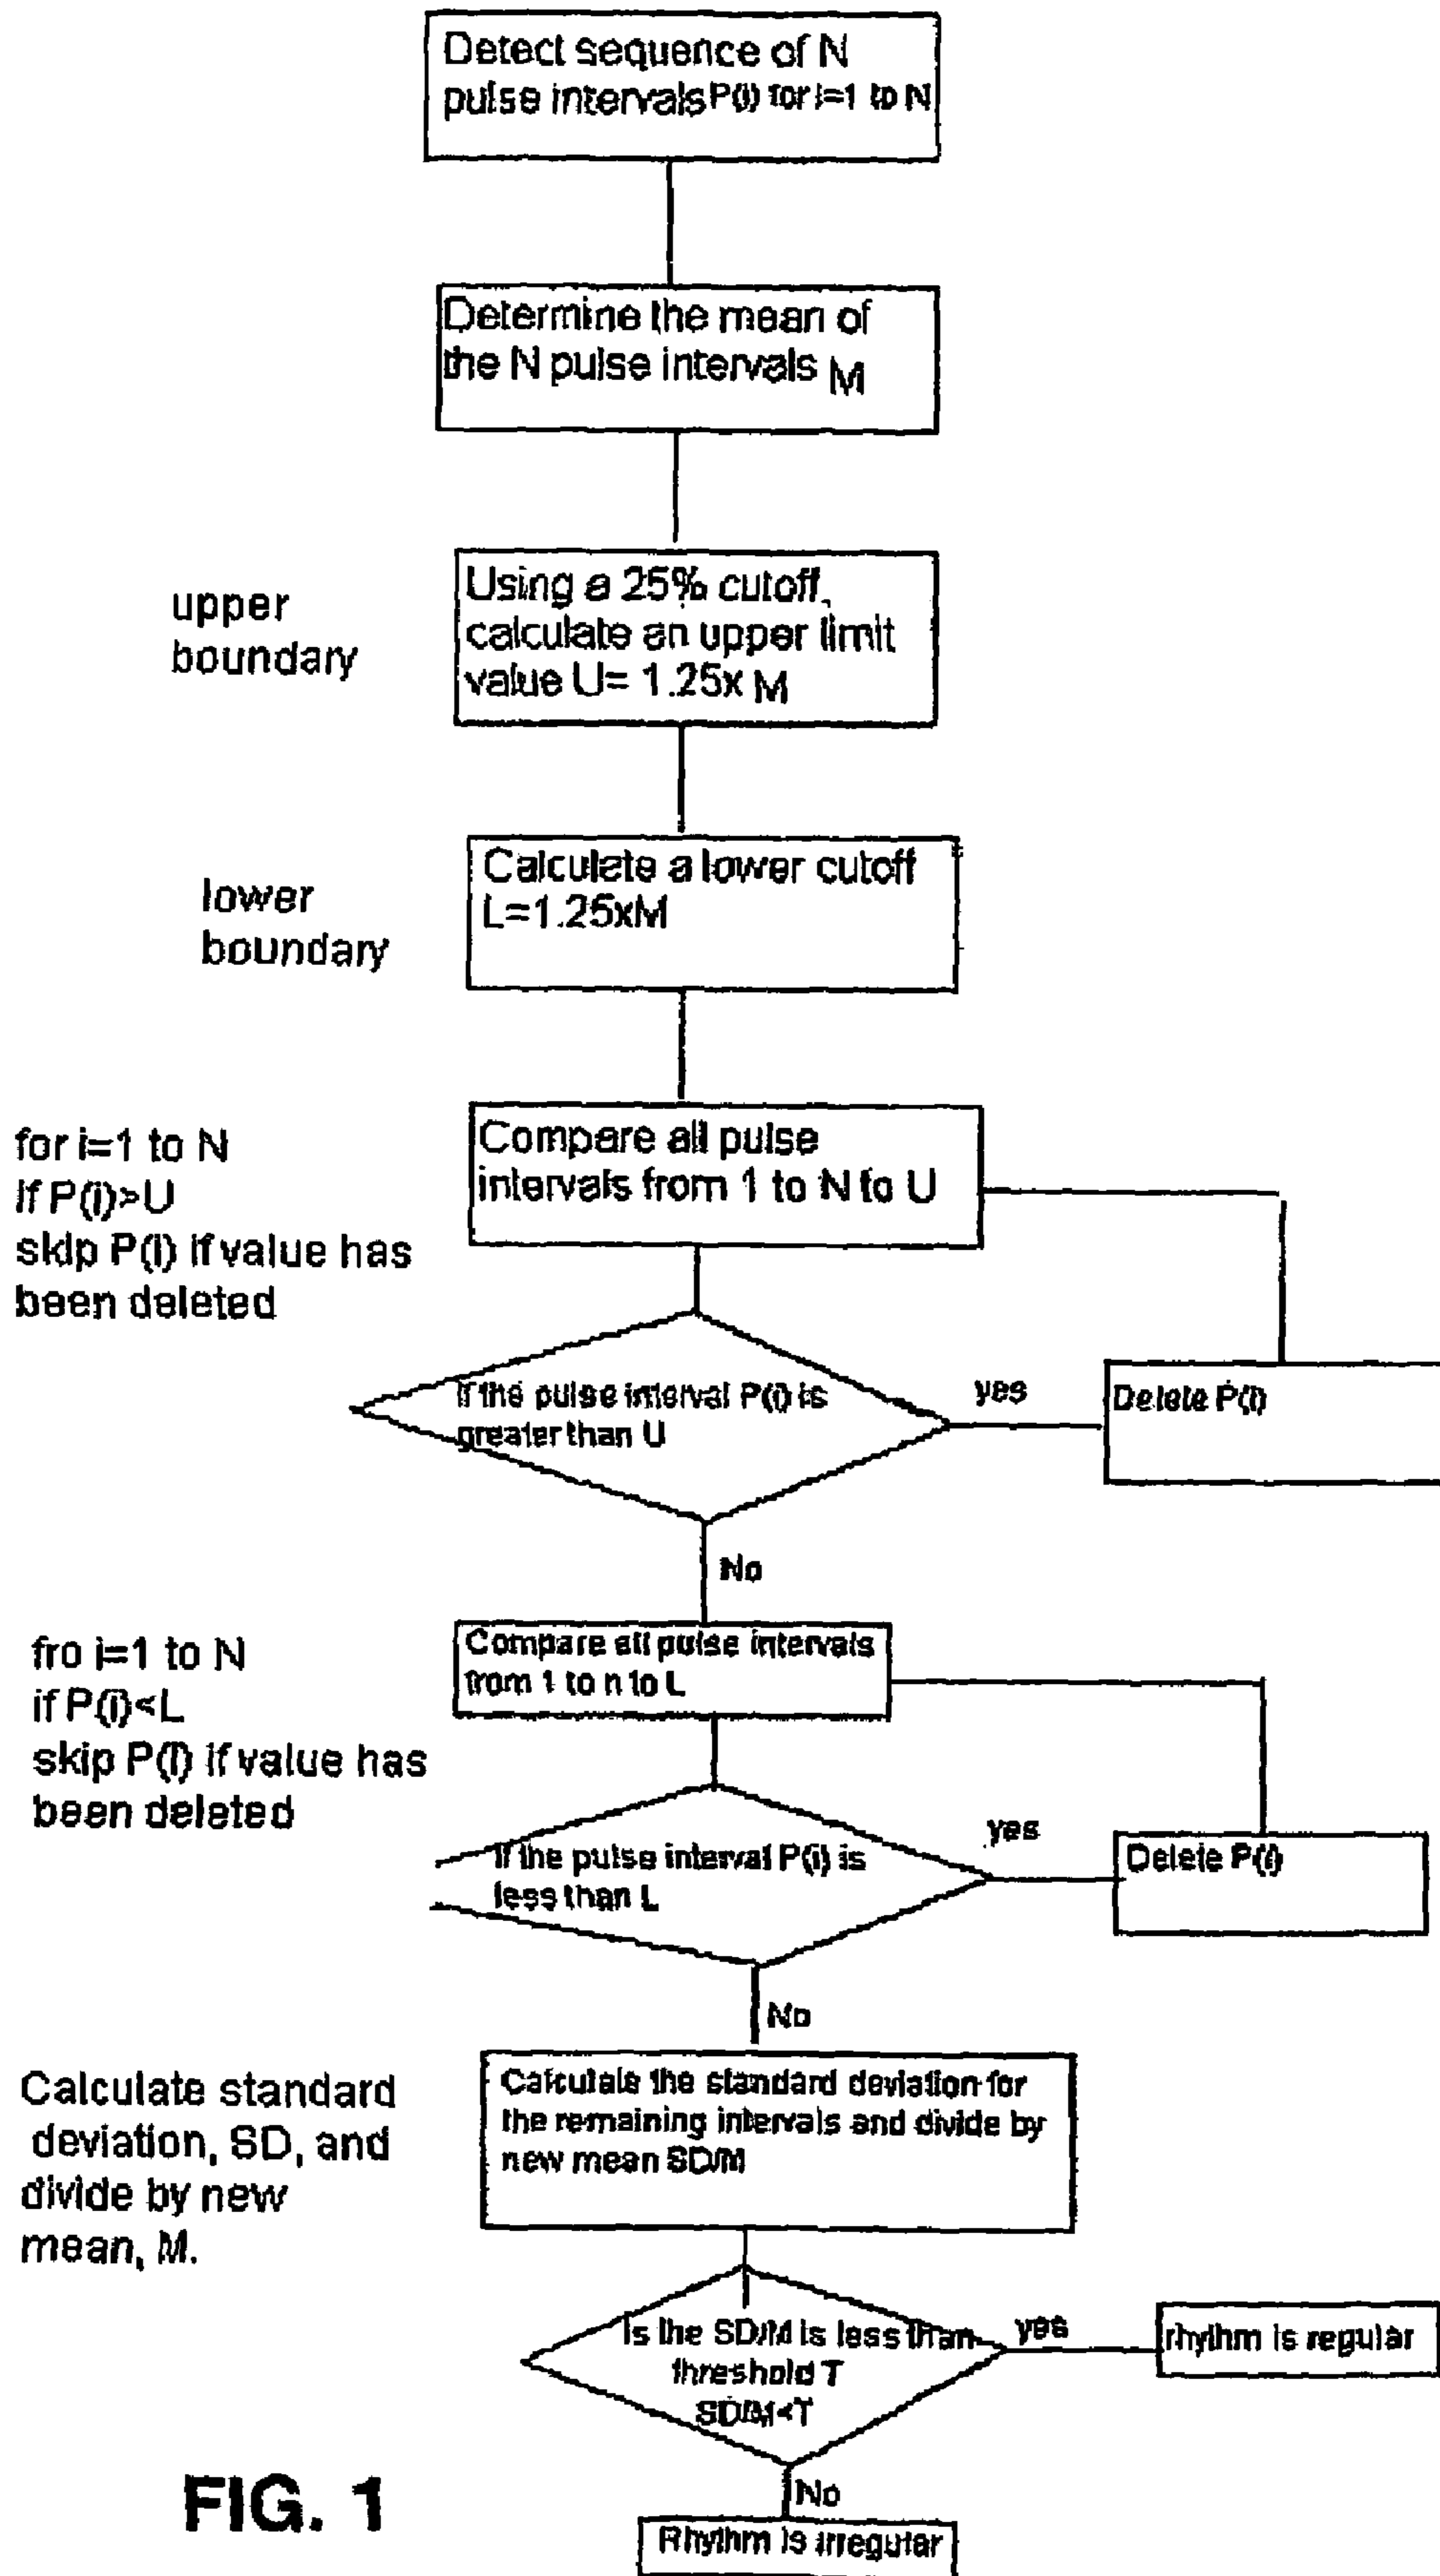 Detect sequence of N
pulse intervals P(i) for i=1 to N
Determine the mean of
the N pulse intervals M
upper
boundary
Using a 25% cutoff,
calculate an upper limit
value U= 1.25x M
lower
boundary
Calculate a lower cutoff
L=1.25xM
for i=1 to N
if P(i)>U
skip P(i) if value has
been deleted
Compare all pulse
intervals from 1 to N to U
If the pulse interval P(i) is
greater than U
yes
Delete P(i)
No
fro i=1 to N
if P(i)<L
skip P(i) if value has
been deleted
Compare all pulse intervals
from 1 to n to L
If the pulse interval P(i) is
less than L
yes
Delete P(i)
No
Calculate standard
deviation, SD, and
divide by new
mean, M.
Calculate the standard deviation for
the remaining intervals and divide by
new mean SD/M
Is the SD/M is less than
threshold T
SD/M<T
yes
rhythm is regular
No
Rhythm is irregular
FIG. 1